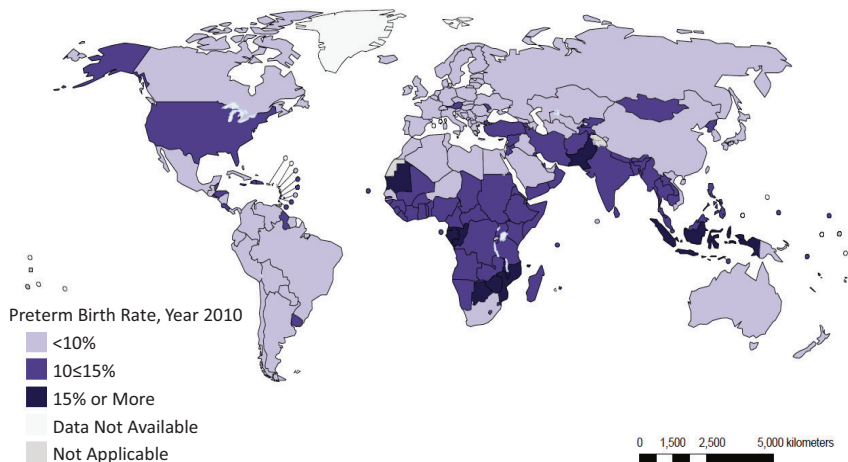 Preterm Birth Rate, Year 2010
<10%
10≤15%
15% or More
Data Not Available
Not Applicable
0 1,500 2,500 5,000 kilometers